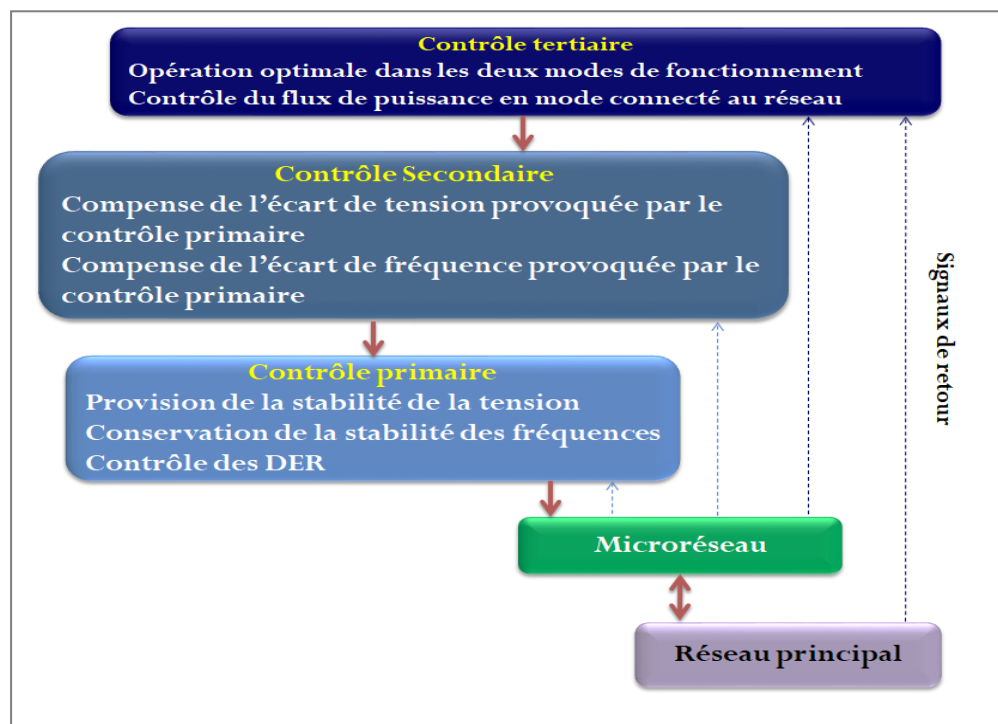 Contrôle tertiaire
Opération optimale dans les deux modes de fonctionnement
Contrôle du flux de puissance en mode connecté au réseau
Contrôle Secondaire
Compense de l'écart de tension provoquée par le
contrôle primaire
Compense de l'écart de fréquence provoquée par le
contrôle primaire
Contrôle primaire
Provision de la stabilité de la tension
Conservation de la stabilité des fréquences
Contrôle des DER
Microréseau
Réseau principal
Signaux de retour